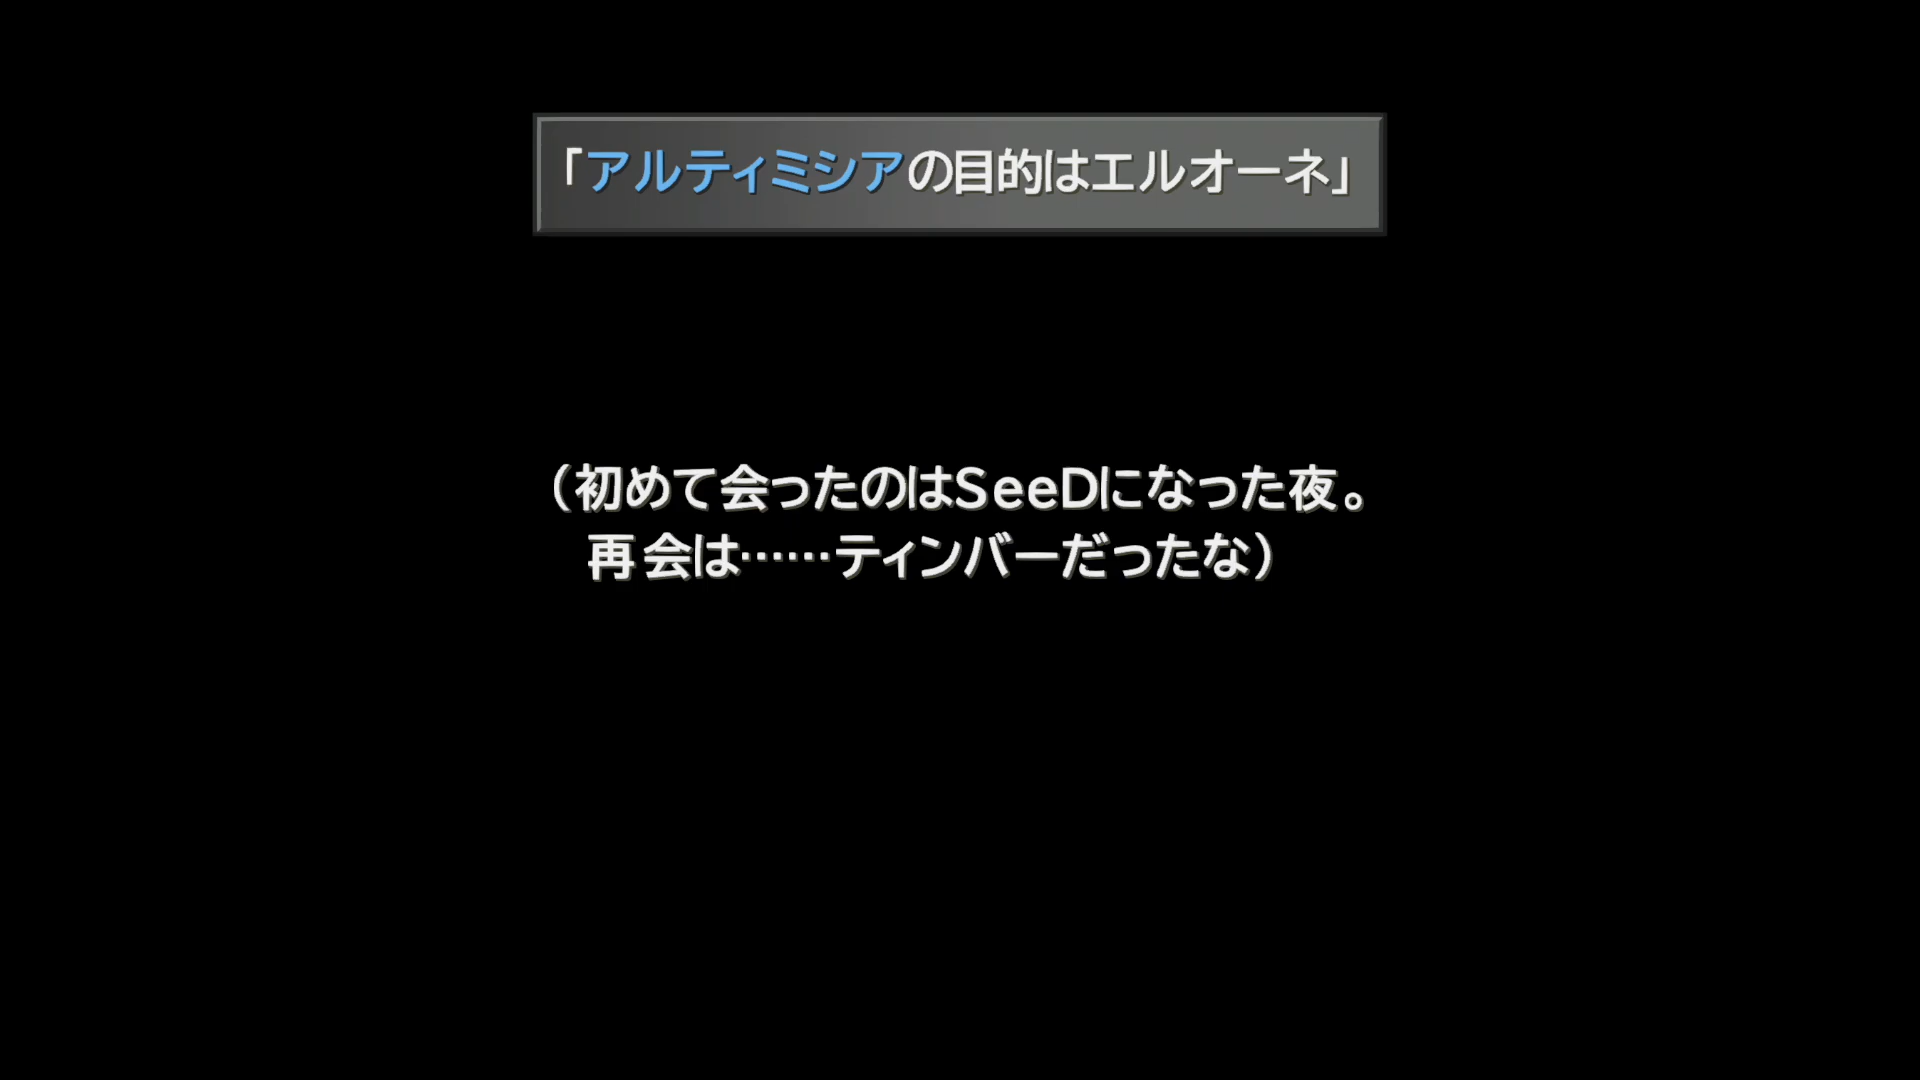 「アルティミシアの目的はエルオーネ」
（初めて会ったのはSeeDになった夜。
再会は……ティンバーだったな）